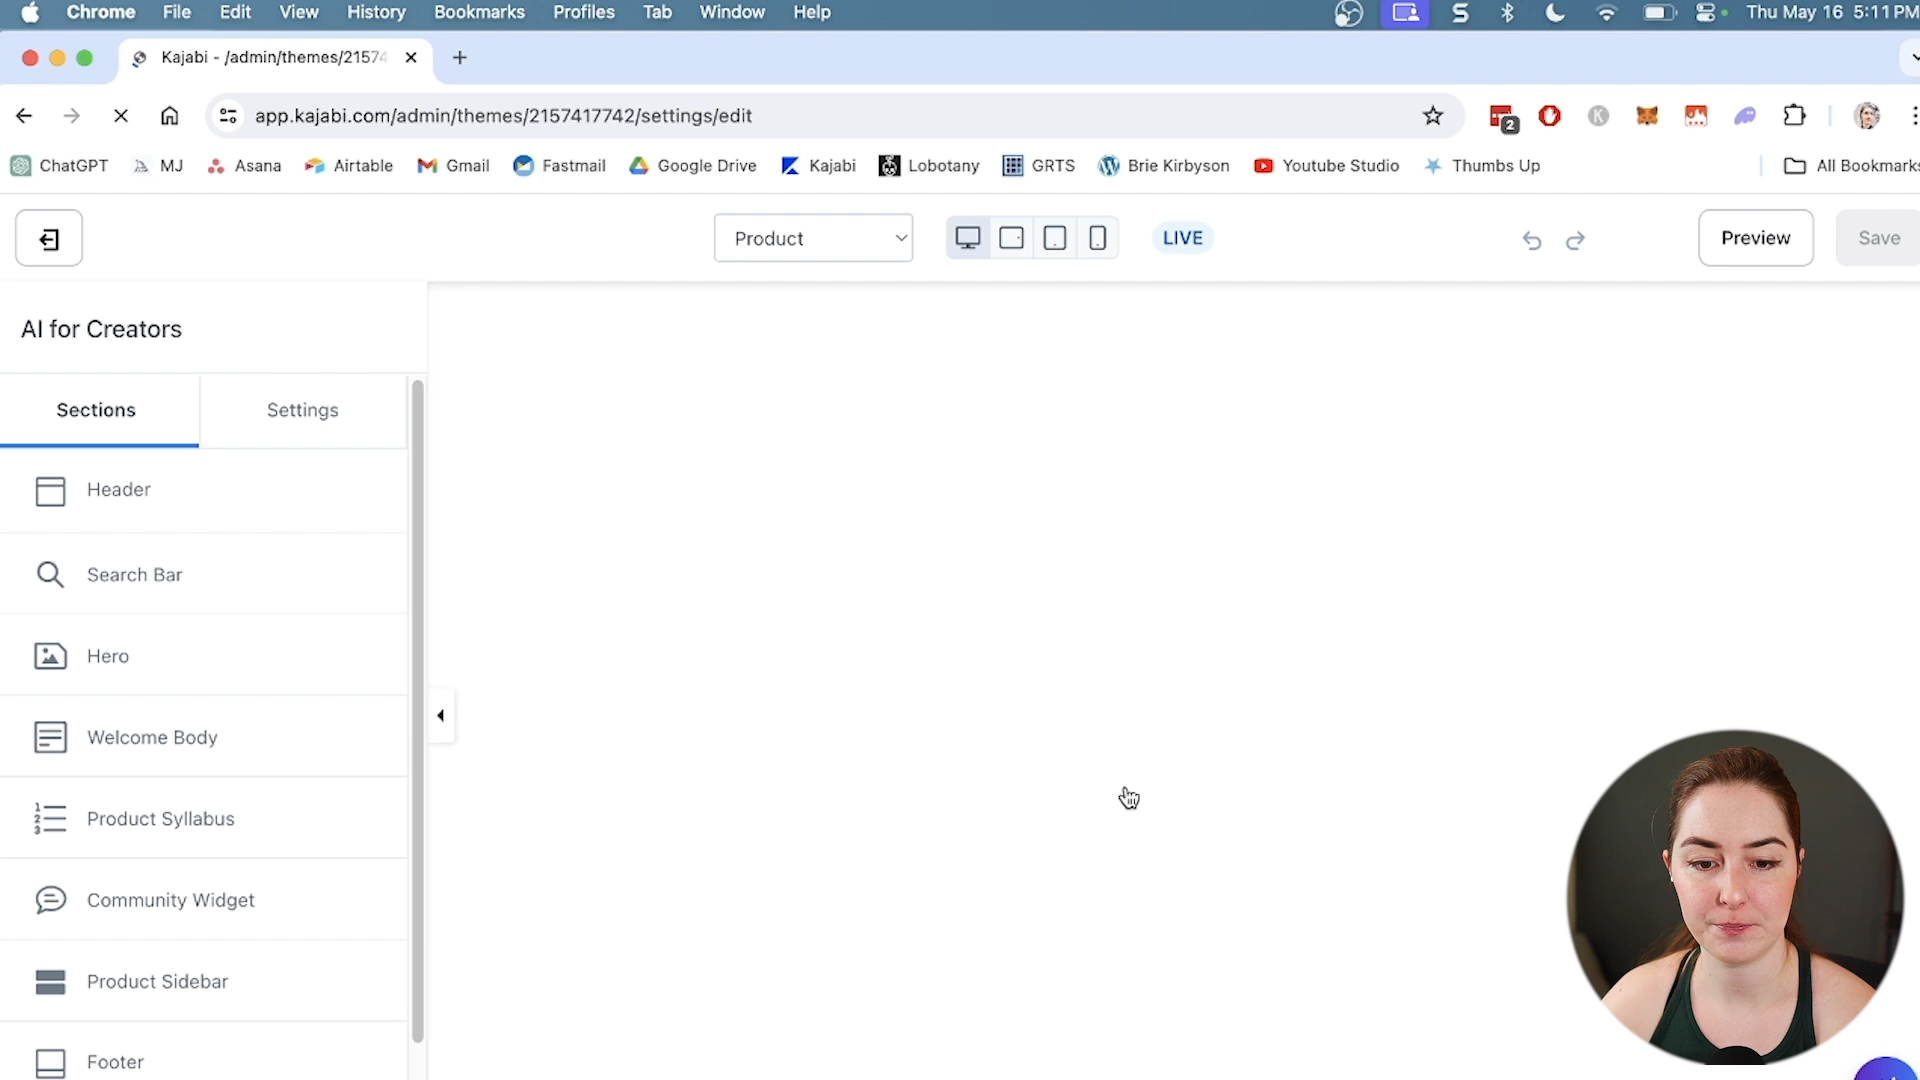 Chrome File Edit View History Bookmarks Profiles Tab Window Help Thu May 16 5:11 PM
Kajabi - /admin/themes/21574
app.kajabi.com/admin/themes/2157417742/settings/edit 2
ChatGPT MJ Asana Airtable Gmail Fastmail Google Drive Kajabi Lobotany GRTS Brie Kirbyson Youtube Studio Thumbs Up All Bookmarks
Product LIVE Preview Save
AI for Creators
Sections Settings
Header
Search Bar
Hero
Welcome Body
Product Syllabus
Community Widget
Product Sidebar
Footer